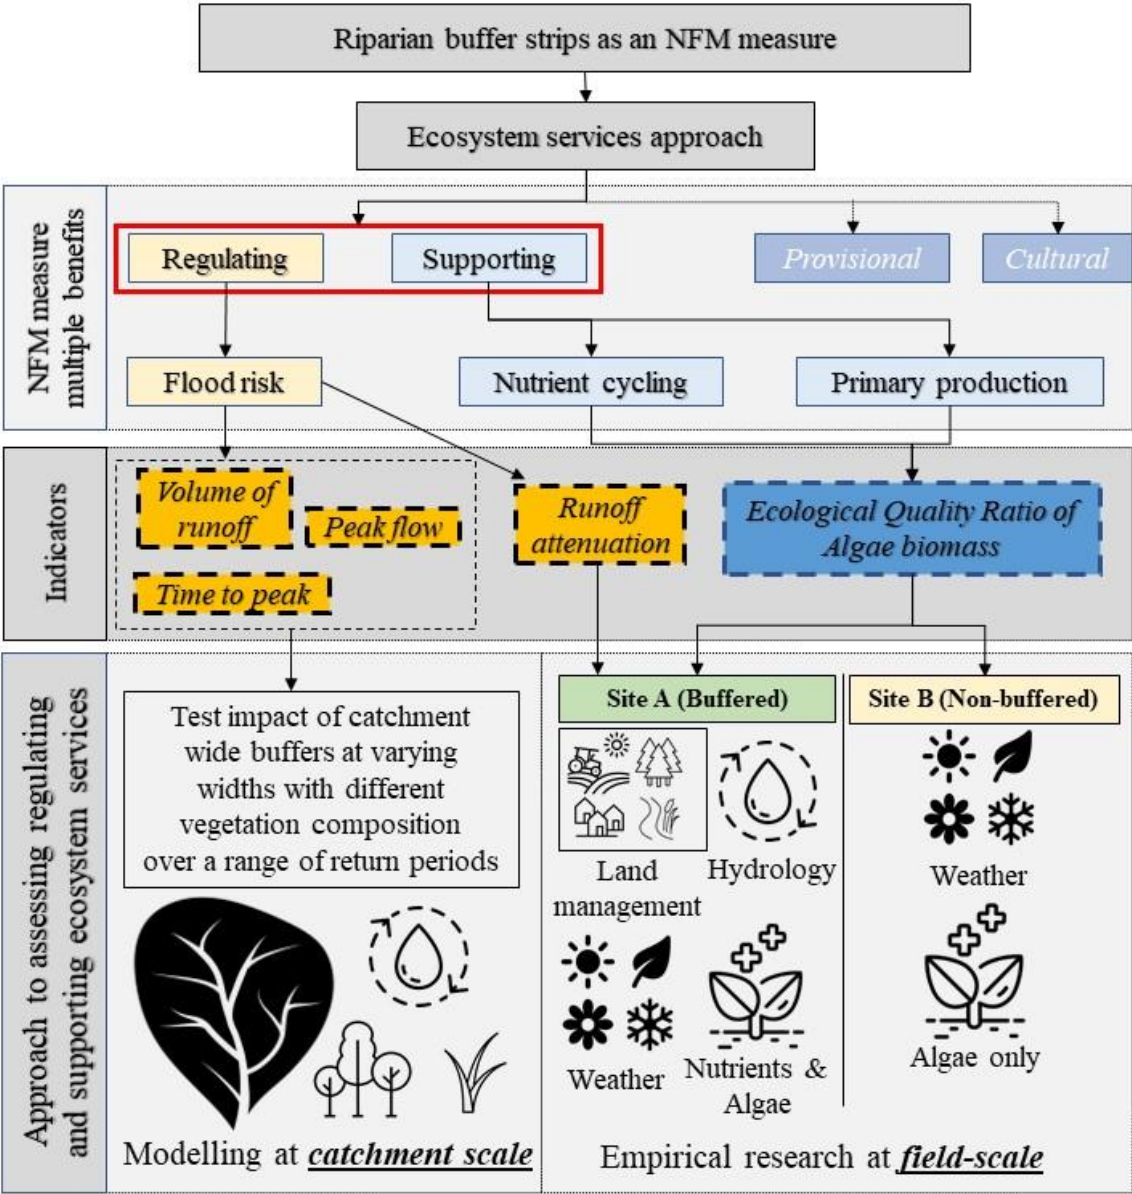 Riparian buffer strips as an NFM measure
Ecosystem services approach
NFM measure
multiple benefits
Regulating
Supporting
Provisional
Cultural
Flood risk
Nutrient cycling
Primary production
Indicators
Volume of
runoff
Peak flow
Time to peak
Runoff
attenuation
Ecological Quality Ratio of
Algae biomass
Approach to assessing regulating
and supporting ecosystem services
Test impact of catchment
wide buffers at varying
widths with different
vegetation composition
over a range of return periods
Modelling at catchment scale
Site A (Buffered)
Land
management
Hydrology
Weather
Nutrients &
Algae
Site B (Non-buffered)
Weather
Algae only
Empirical research at field-scale